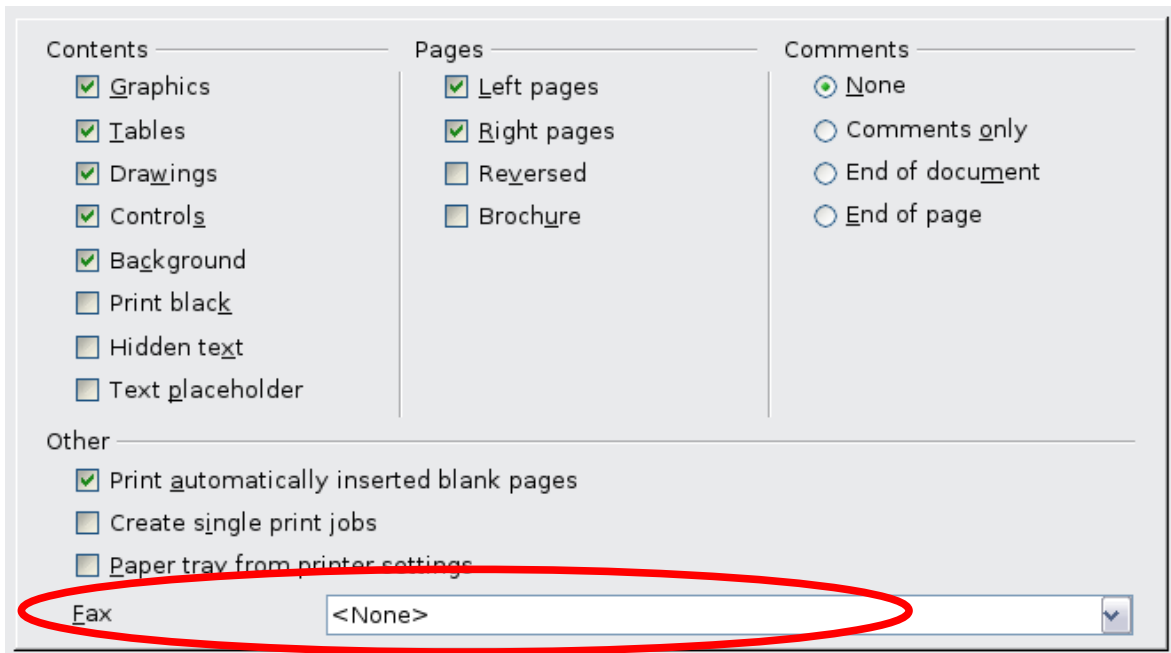 Contents
Graphics
Tables
Drawings
Controls
Background
Print black
Hidden text
Text placeholder
Pages
Left pages
Right pages
Reversed
Brochure
Comments
None
Comments only
End of document
End of page
Other
Print automatically inserted blank pages
Create single print jobs
Paper tray from printer settings
Fax <None>